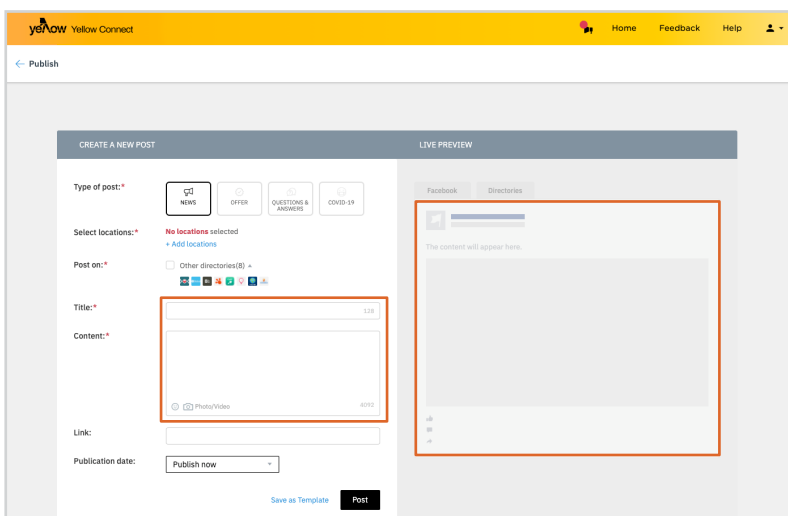 yellow Yellow Connect
Home Feedback Help
← Publish
CREATE A NEW POST
LIVE PREVIEW
Type of post:*
NEWS
OFFER
QUESTIONS &
ANSWERS
COVID-19
Facebook Directories
Select locations:*
No locations selected
+ Add locations
The content will appear here.
Post on:*
Other directories(8)
Title:*
128
Content:*
Photo/Video
4092
Link:
Publication date:
Publish now
Save as Template
Post